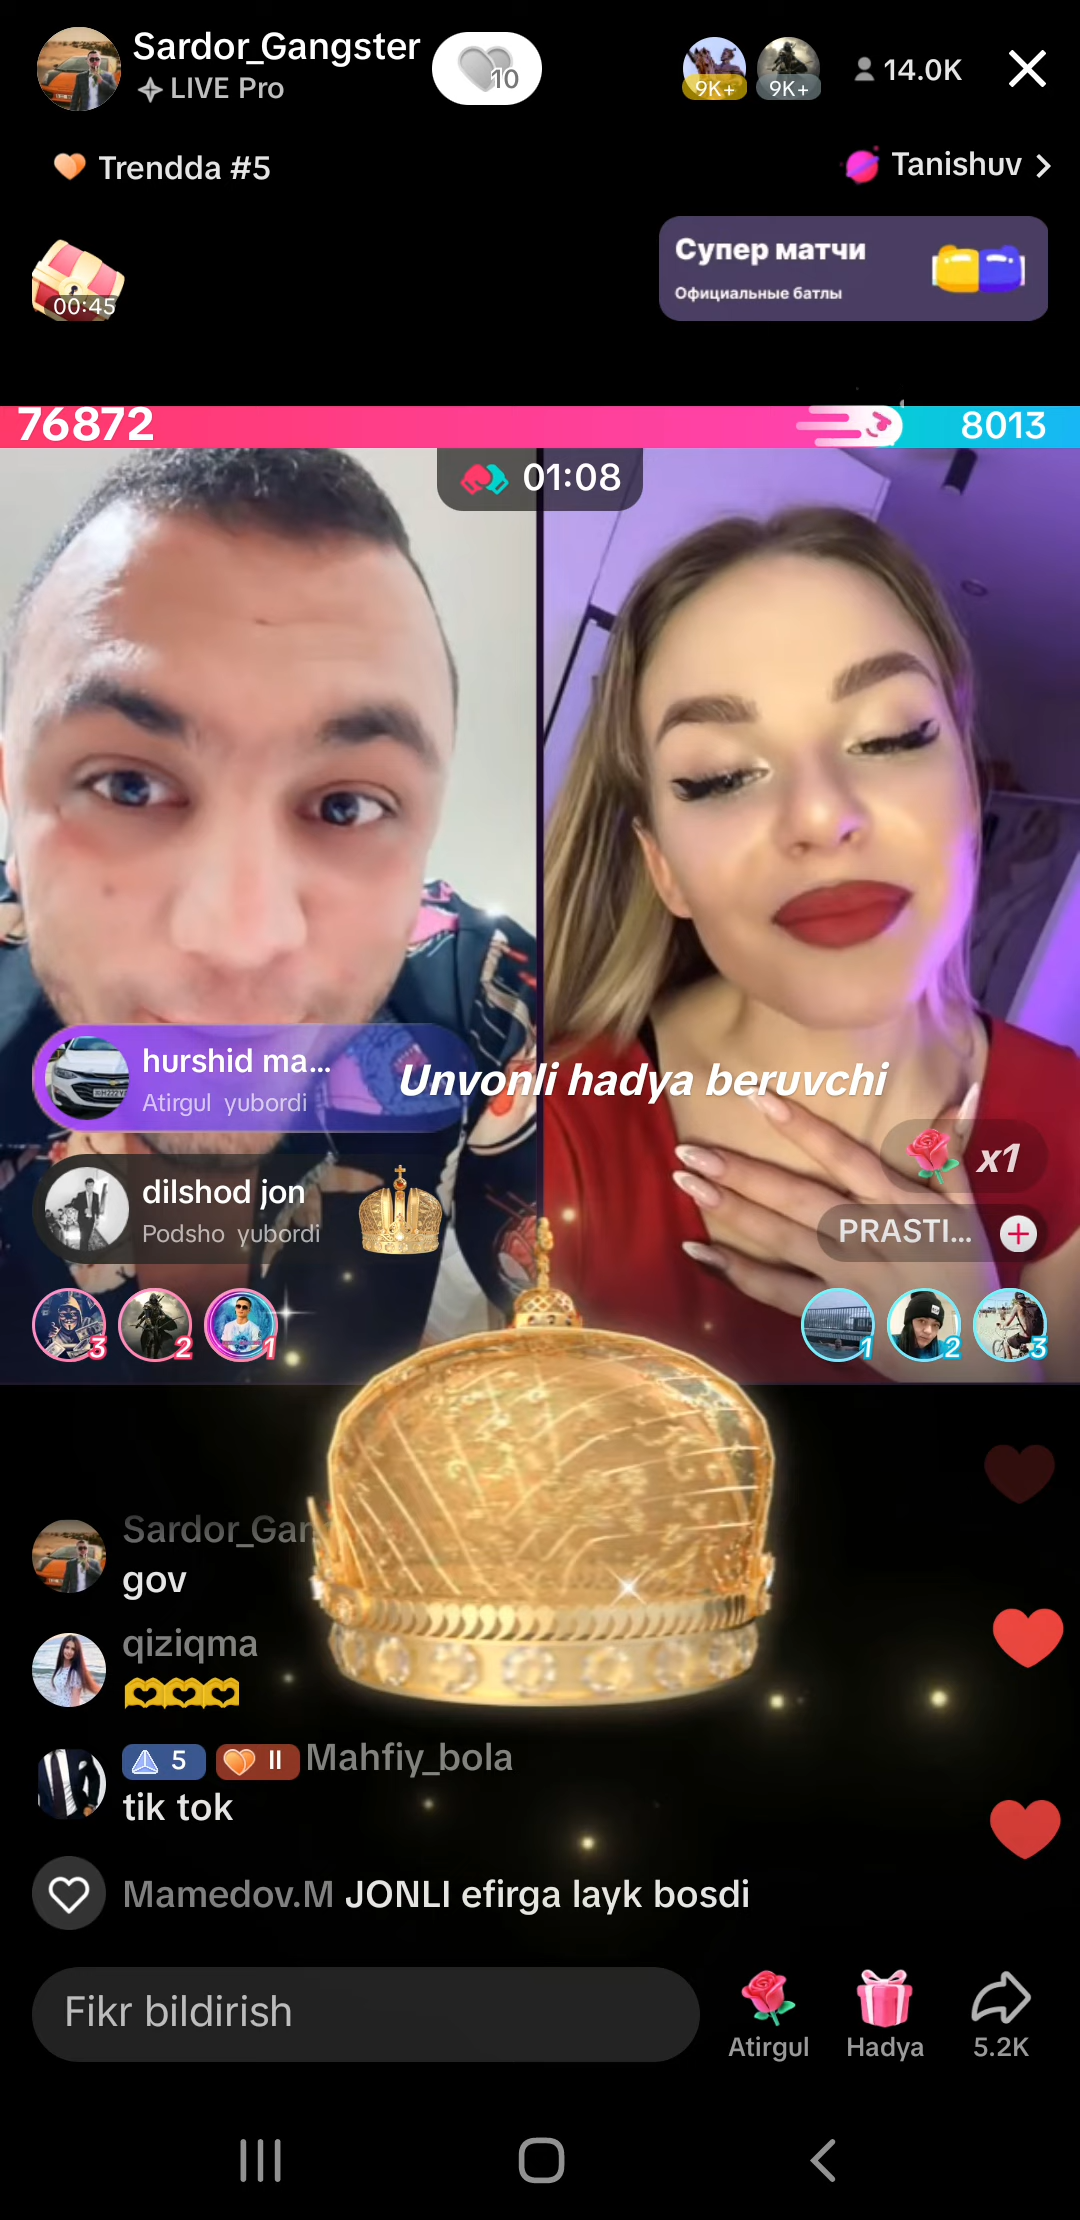 Sardor_Gangster
LIVE Pro
10
9K+
9K+
14.0K
Trendda #5
Tanishuv
00:45
Супер матчи
Официальные батлы
76872
8013
01:08
hurshid ma...
Atirgul yubordi
Unvonli hadya beruvchi
x1
dilshod jon
Podsho yubordi
PRASTI...
3
2
1
1
2
3
Sardor_Gan
gov
qiziqma
5
II
Mahfiy_bola
tik tok
Mamedov.M JONLI efirga layk bosdi
Fikr bildirish
Atirgul
Hadya
5.2K